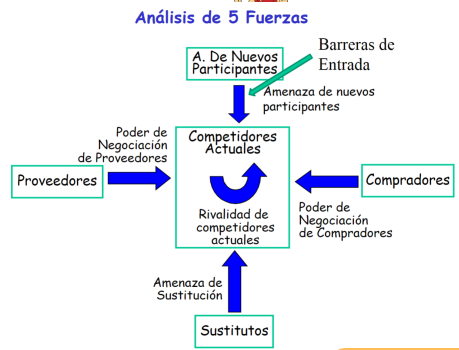 Análisis de 5 Fuerzas
Barreras de
Entrada
A. De Nuevos
Participantes
Amenaza de nuevos
participantes
Poder de
Negociación
de Proveedores
Competidores
Actuales
Proveedores
Compradores
Rivalidad de
competidores
actuales
Poder de
Negociación
de Compradores
Amenaza de
Sustitución
Sustitutos